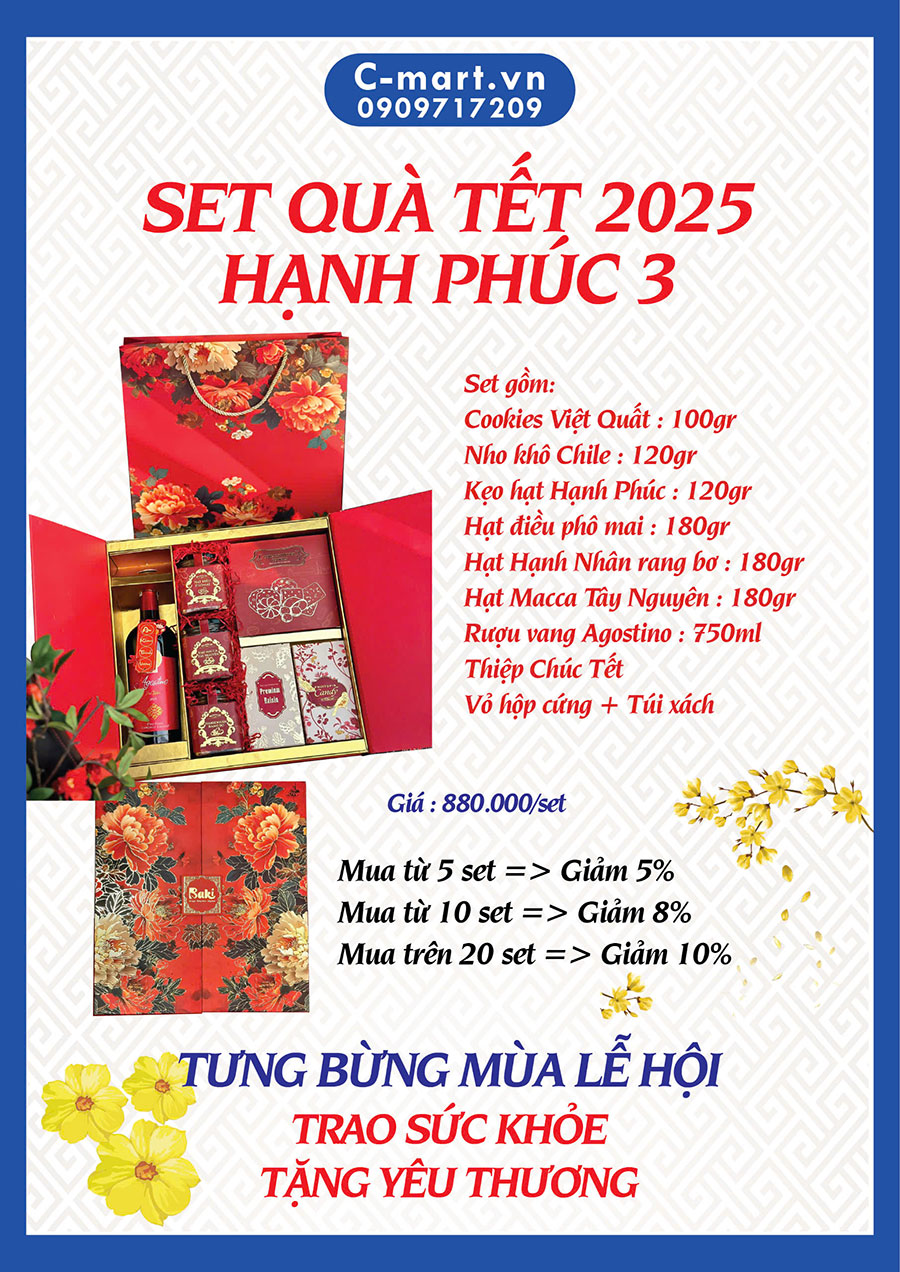 C-mart.vn
0909717209
SET QUÀ TẾT 2025
HẠNH PHÚC 3
Set gồm:
Cookies Việt Quất : 100gr
Nho khô Chile : 120gr
Kẹo hạt Hạnh Phúc : 120gr
Hạt điều phô mai : 180gr
Hạt Hạnh Nhân rang bơ : 180gr
Hạt Macca Tây Nguyên : 180gr
Rượu vang Agostino : 750ml
Thiệp Chúc Tết
Vỏ hộp cứng + Túi xách
Agostino
Premium
Raisin
Candy
Giá : 880.000/set
Baki
Mua từ 5 set => Giảm 5%
Mua từ 10 set => Giảm 8%
Mua trên 20 set => Giảm 10%
TƯNG BỪNG MÙA LỄ HỘI
TRAO SỨC KHỎE
TẶNG YÊU THƯƠNG